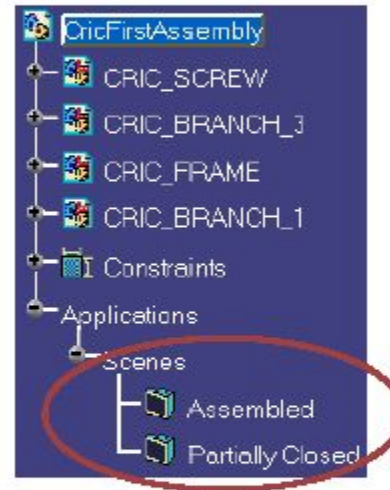 CricFirstAssembly
CRIC_SCREW
CRIC_BRANCH_3
CRIC_FRAME
CRIC_BRANCH_1
Constraints
Applications
Scenes
Assembled
Partially Closed